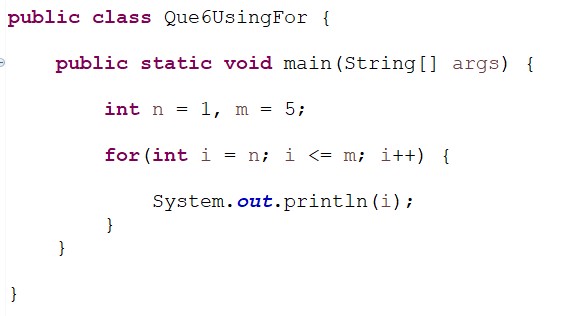 public class Que6UsingFor {
public static void main(String[] args) {
int n = 1, m = 5;
for(int i = n; i <= m; i++) {
System.out.println(i);
}
}
}